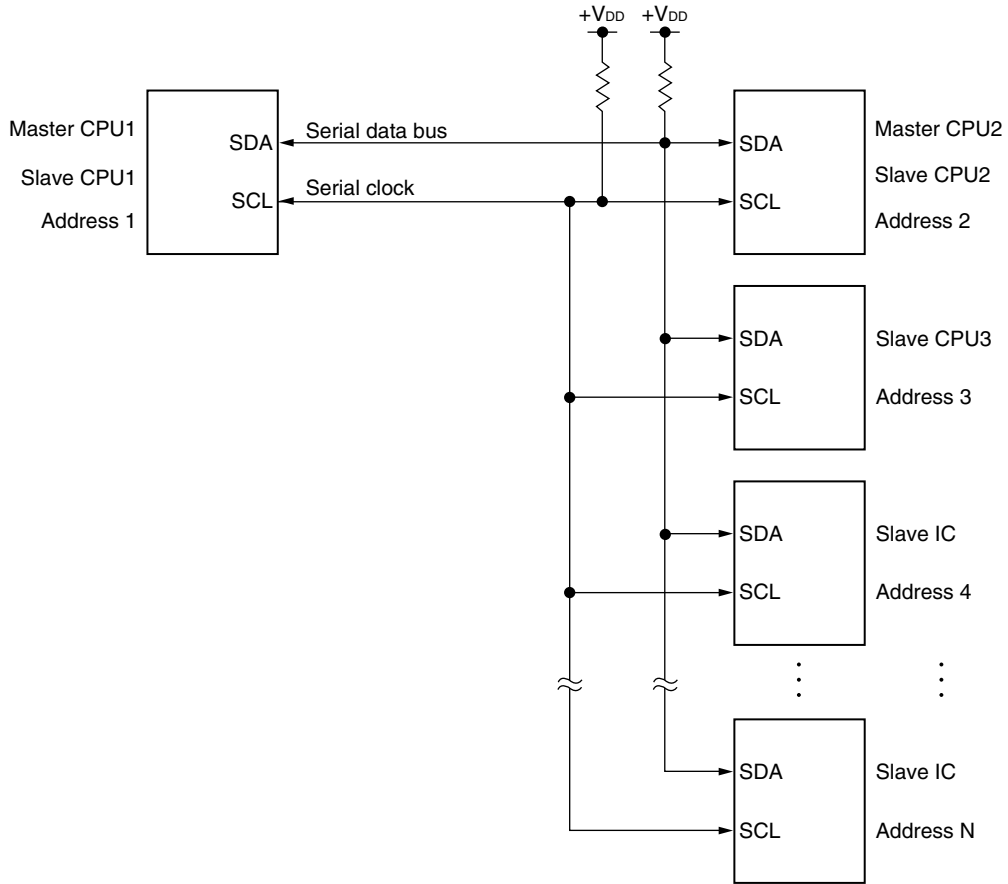 +VDD +VDD
Master CPU1
Slave CPU1
Address 1
SDA
SCL
Serial data bus
Serial clock
SDA
SCL
Master CPU2
Slave CPU2
Address 2
SDA
SCL
Slave CPU3
Address 3
SDA
SCL
Slave IC
Address 4
SDA
SCL
Slave IC
Address N